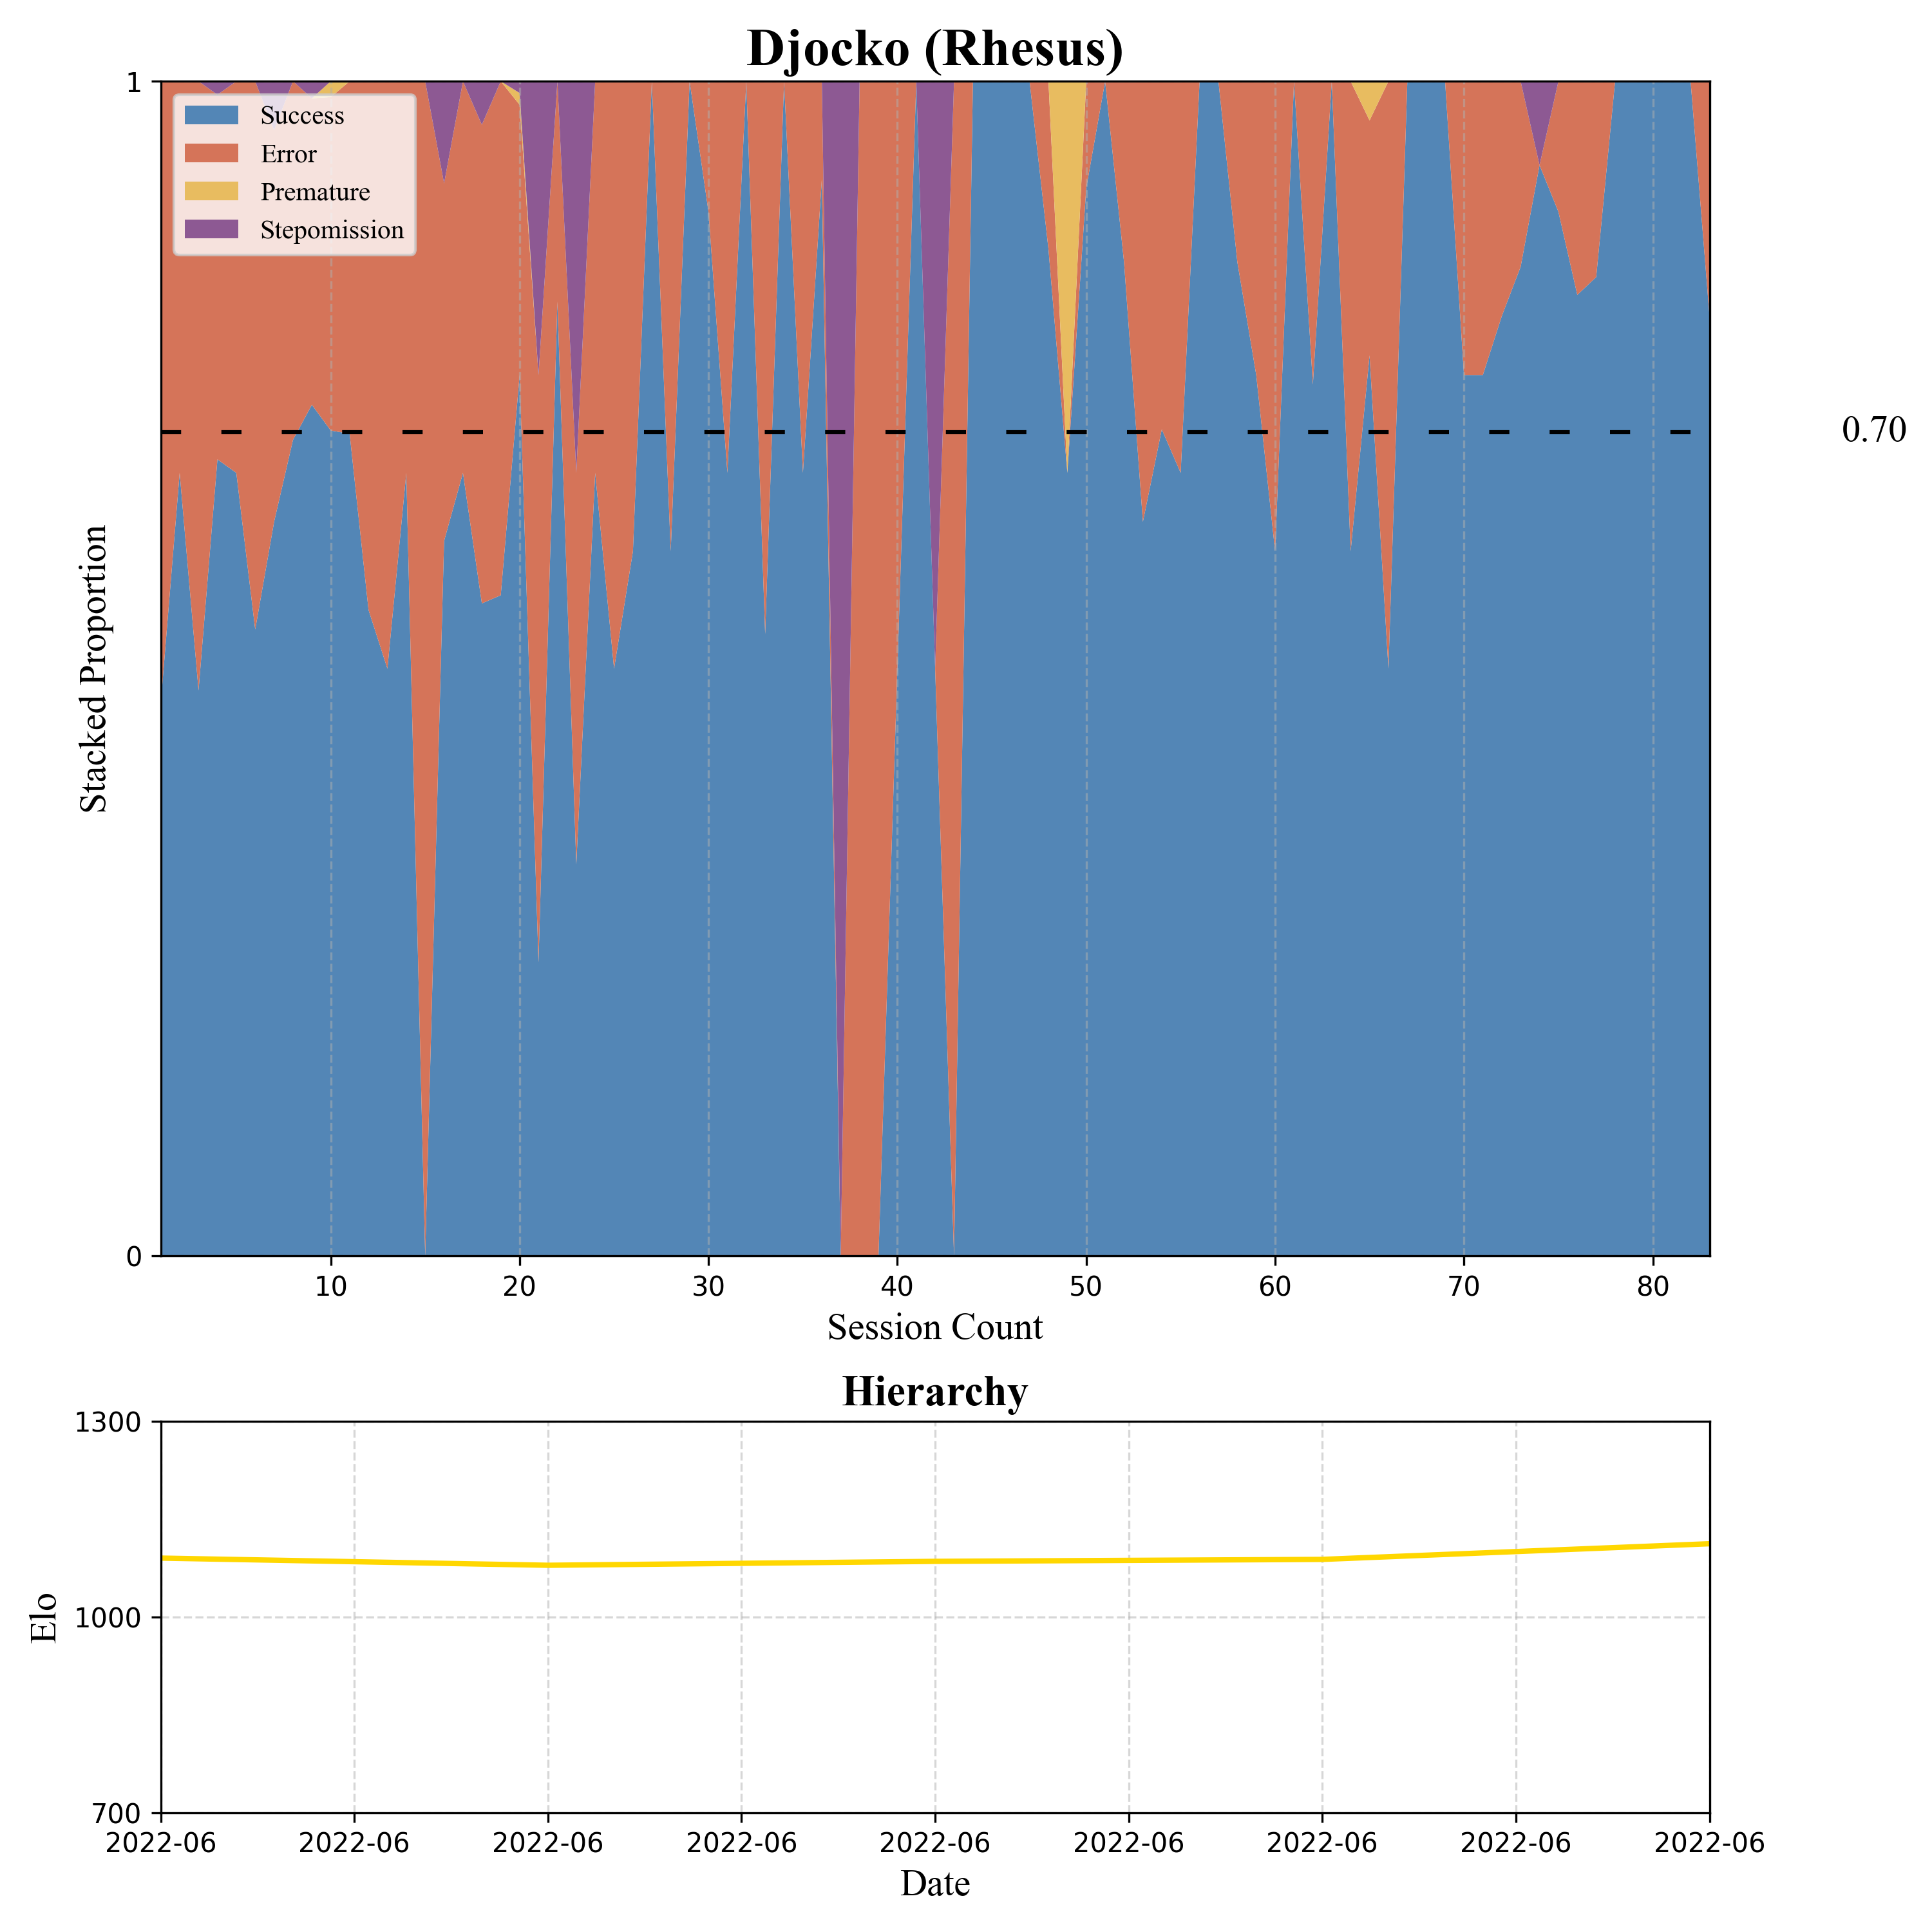 Djocko (Rhesus)
1
Success
Error
Premature
Stepomission
0.70
Stacked Proportion
0
10 20 30 40 50 60 70 80
Session Count
Hierarchy
1300
Elo
1000
700
2022-06 2022-06 2022-06 2022-06 2022-06 2022-06 2022-06 2022-06 2022-06
Date